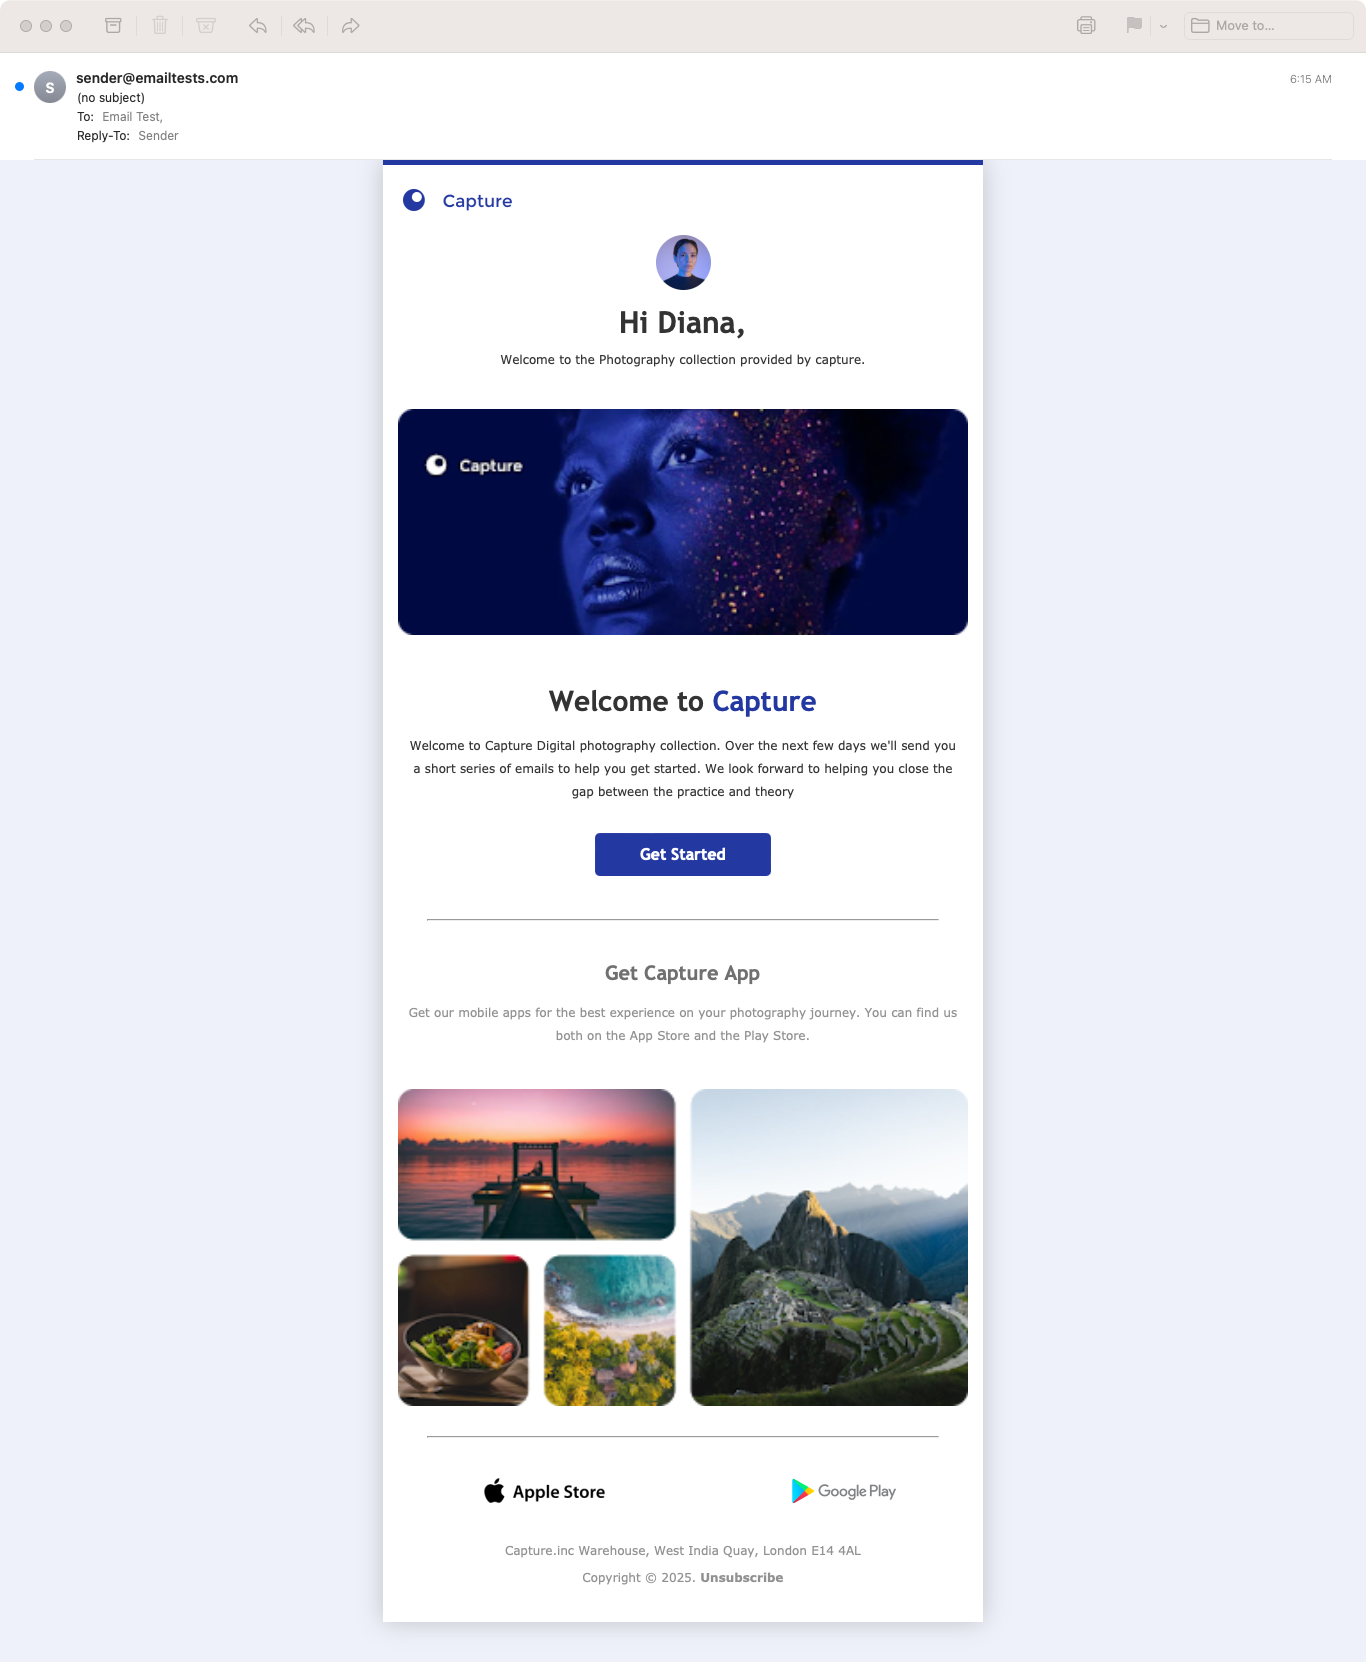 Move to...
S
sender@emailtests.com
6:15 AM
(no subject)
To: Email Test,
Reply-To: Sender
Capture
Hi Diana,
Welcome to the Photography collection provided by capture.
Capture
Welcome to Capture
Welcome to Capture Digital photography collection. Over the next few days we'll send you
a short series of emails to help you get started. We look forward to helping you close the
gap between the practice and theory
Get Started
Get Capture App
Get our mobile apps for the best experience on your photography journey. You can find us
both on the App Store and the Play Store.
Apple Store
Google Play
Capture.inc Warehouse, West India Quay, London E14 4AL
Copyright © 2025. Unsubscribe